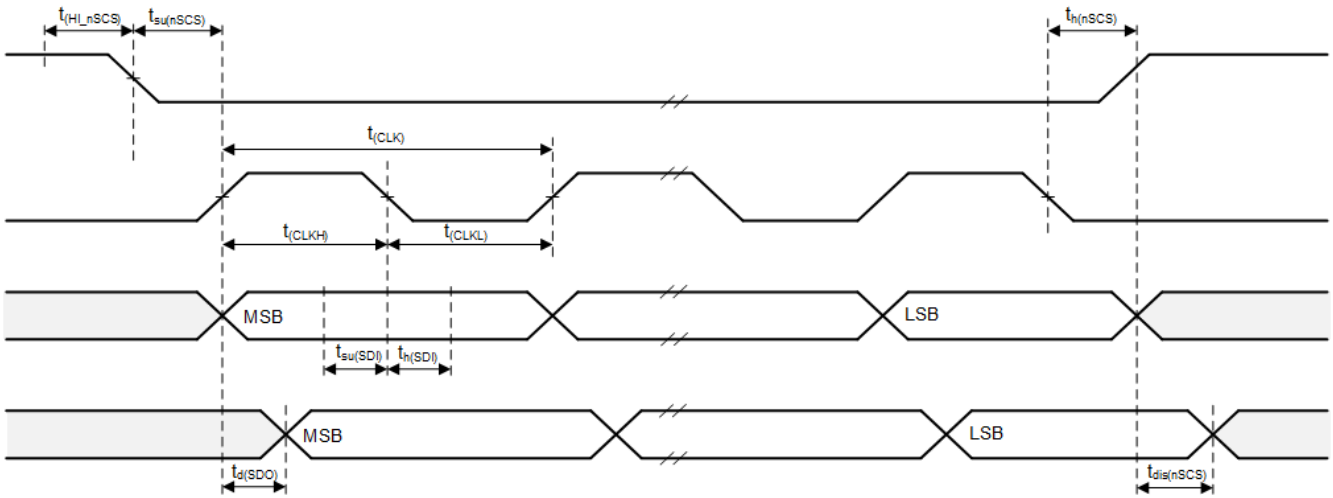 t(HI_nSCS) tsu(nSCS) th(nSCS)
t(CLK)
t(CLKH) t(CLKL)
MSB LSB
tsu(SDI) th(SDI)
MSB LSB
td(SDO) tdis(nSCS)